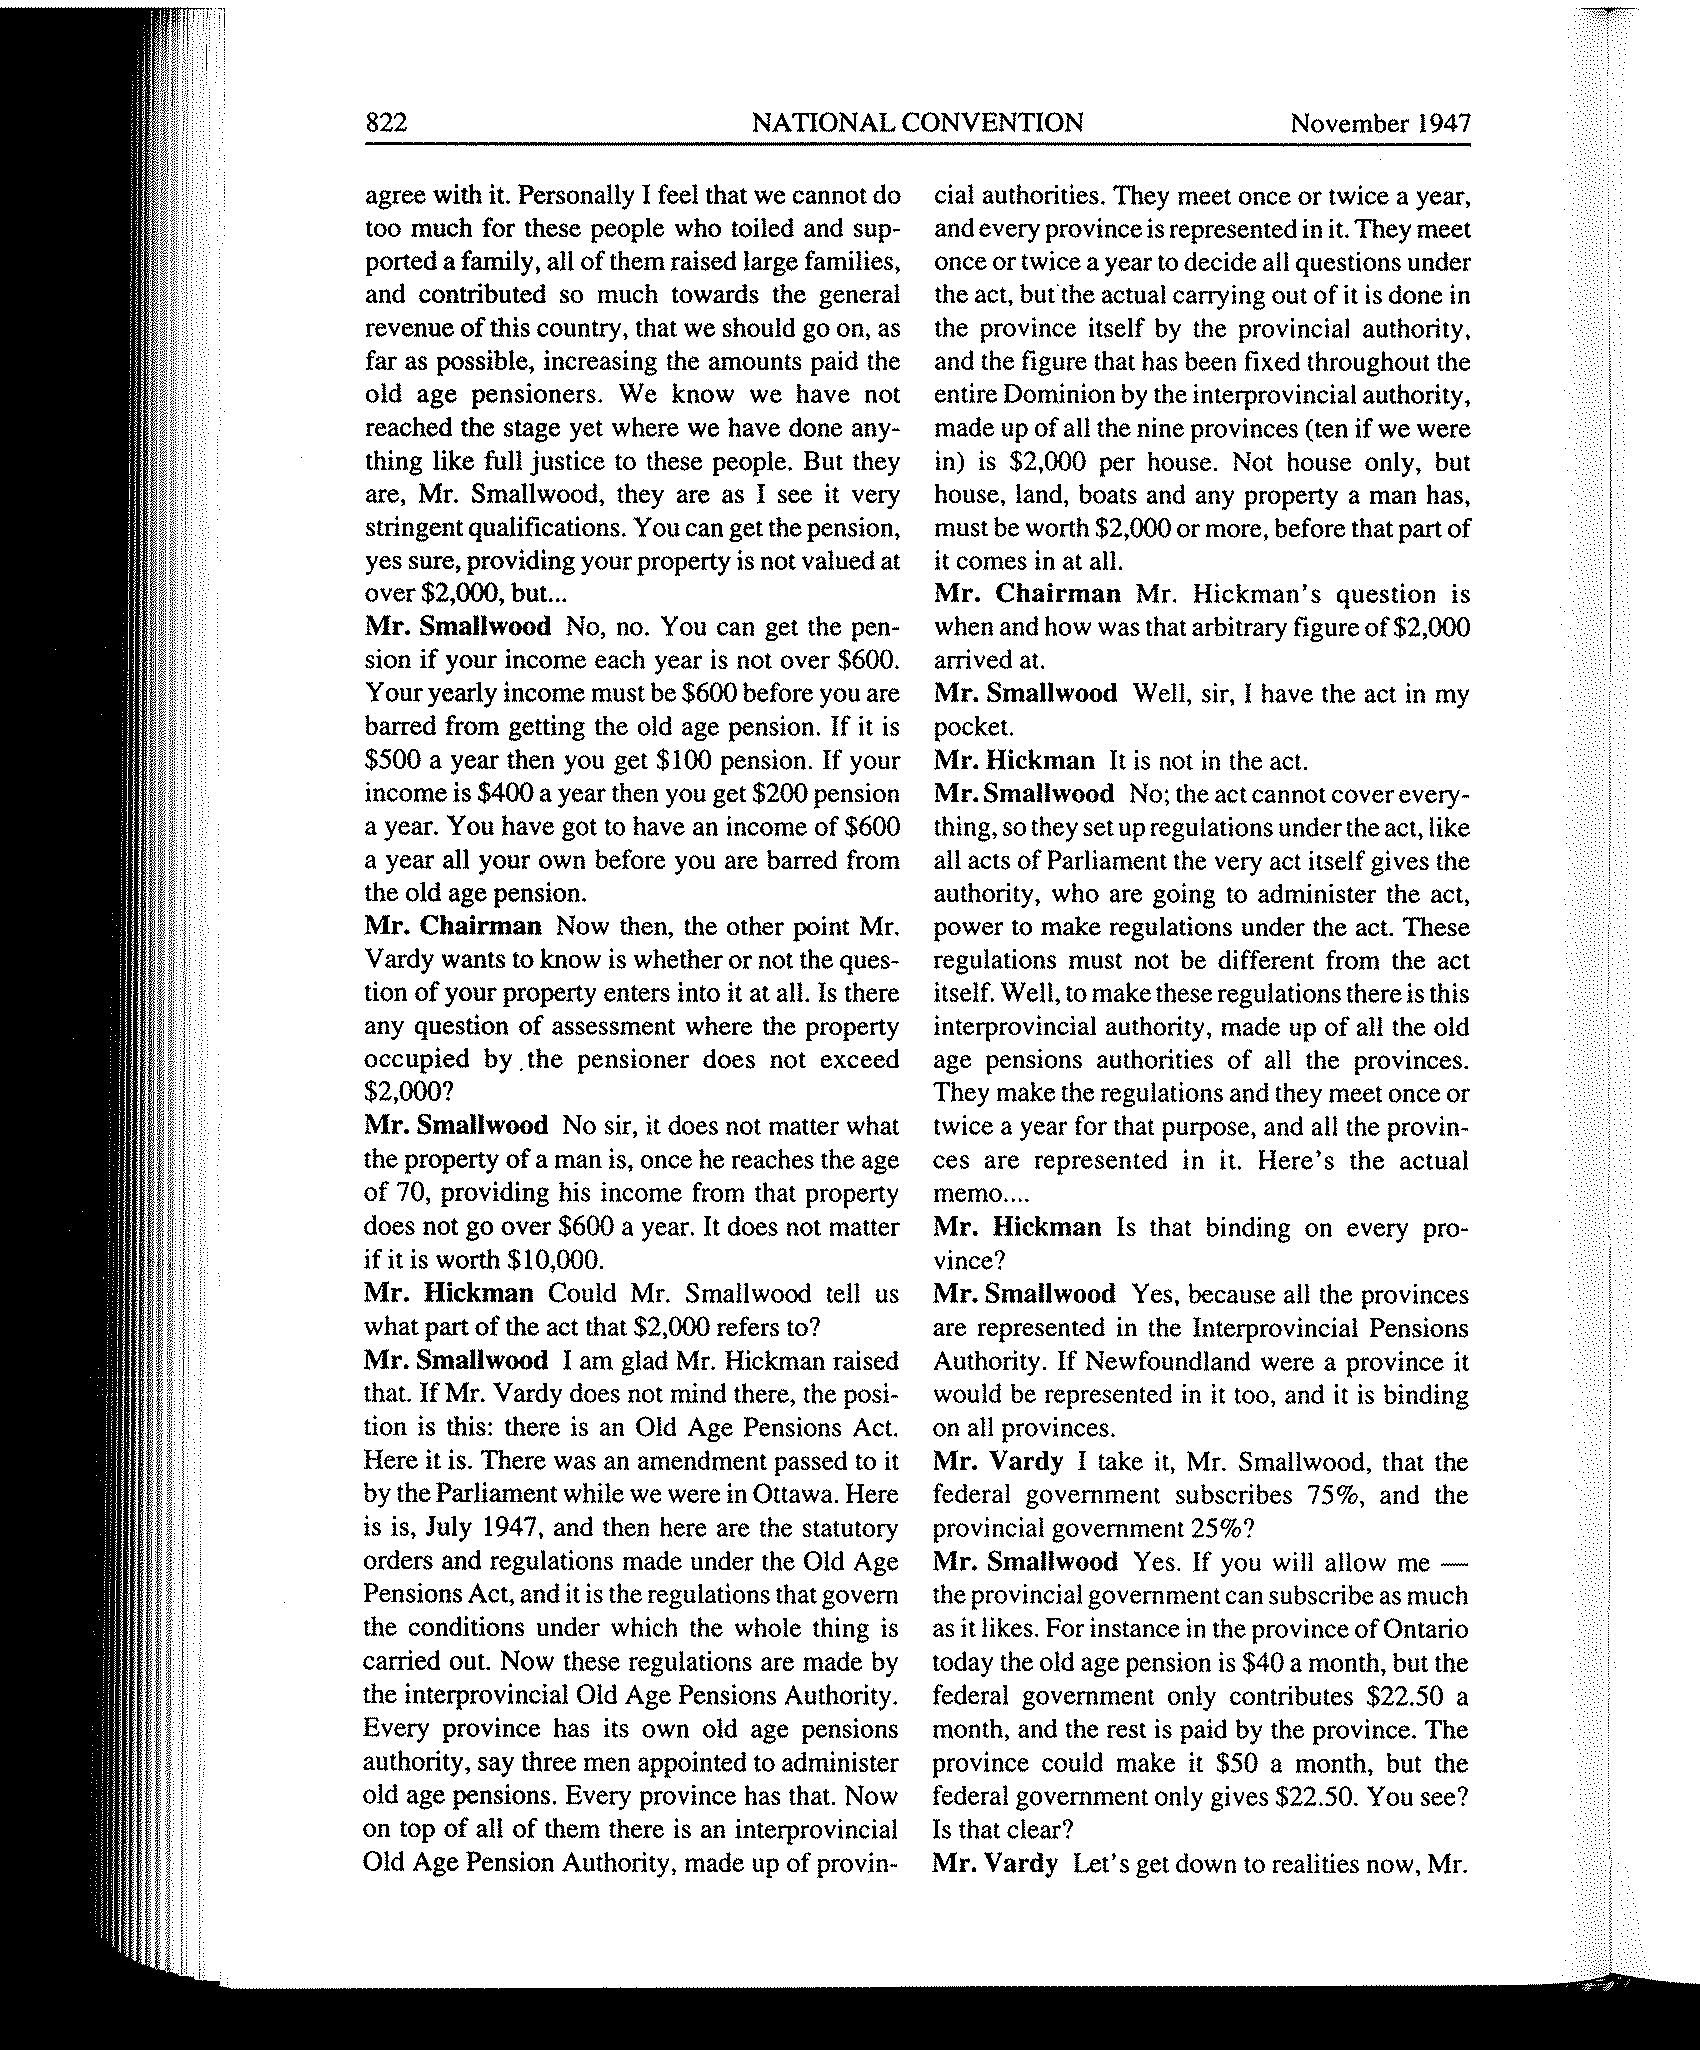 822
NATIONAL CONVENTION
November 1947
agree with it. Personally I feel that we cannot do
too much for these people who toiled and sup-
ported a family, all of them raised large families,
and contributed so much towards the general
revenue of this country, that we should go on, as
far as possible, increasing the amounts paid the
old age pensioners. We know we have not
reached the stage yet where we have done any-
thing like full justice to these people. But they
are, Mr. Smallwood, they are as I see it very
stringent qualifications. You can get the pension,
yes sure, providing your property is not valued at
over $2,000, but...
Mr. Smallwood No, no. You can get the pen-
sion if your income each year is not over $600.
Your yearly income must be $600 before you are
barred from getting the old age pension. If it is
$500 a year then you get $100 pension. If your
income is $400 a year then you get $200 pension
a year. You have got to have an income of $600
a year all your own before you are barred from
the old age pension.
Mr. Chairman Now then, the other point Mr.
Vardy wants to know is whether or not the ques-
tion of your property enters into it at all. Is there
any question of assessment where the property
occupied by the pensioner does not exceed
$2,000?
Mr. Smallwood No sir, it does not matter what
the property of a man is, once he reaches the age
of 70, providing his income from that property
does not go over $600 a year. It does not matter
if it is worth $10,000.
Mr. Hickman Could Mr. Smallwood tell us
what part of the act that $2,000 refers to?
Mr. Smallwood I am glad Mr. Hickman raised
that. If Mr. Vardy does not mind there, the posi-
tion is this: there is an Old Age Pensions Act.
Here it is. There was an amendment passed to it
by the Parliament while we were in Ottawa. Here
is is, July 1947, and then here are the statutory
orders and regulations made under the Old Age
Pensions Act, and it is the regulations that govern
the conditions under which the whole thing is
carried out. Now these regulations are made by
the interprovincial Old Age Pensions Authority.
Every province has its own old age pensions
authority, say three men appointed to administer
old age pensions. Every province has that. Now
on top of all of them there is an interprovincial
Old Age Pension Authority, made up of provin-
cial authorities. They meet once or twice a year,
and every province is represented in it. They meet
once or twice a year to decide all questions under
the act, but the actual carrying out of it is done in
the province itself by the provincial authority,
and the figure that has been fixed throughout the
entire Dominion by the interprovincial authority,
made up of all the nine provinces (ten if we were
in) is $2,000 per house. Not house only, but
house, land, boats and any property a man has,
must be worth $2,000 or more, before that part of
it comes in at all.
Mr. Chairman Mr. Hickman's question is
when and how was that arbitrary figure of $2,000
arrived at.
Mr. Smallwood Well, sir, I have the act in my
pocket.
Mr. Hickman It is not in the act.
Mr. Smallwood No; the act cannot cover every-
thing, so they set up regulations under the act, like
all acts of Parliament the very act itself gives the
authority, who are going to administer the act,
power to make regulations under the act. These
regulations must not be different from the act
itself. Well, to make these regulations there is this
interprovincial authority, made up of all the old
age pensions authorities of all the provinces.
They make the regulations and they meet once or
twice a year for that purpose, and all the provin-
ces are represented in it. Here's the actual
memo....
Mr. Hickman Is that binding on every pro-
vince?
Mr. Smallwood Yes, because all the provinces
are represented in the Interprovincial Pensions
Authority. If Newfoundland were a province it
would be represented in it too, and it is binding
on all provinces.
Mr. Vardy I take it, Mr. Smallwood, that the
federal government subscribes 75%, and the
provincial government 25%?
Mr. Smallwood Yes. If you will allow me —
the provincial government can subscribe as much
as it likes. For instance in the province of Ontario
today the old age pension is $40 a month, but the
federal government only contributes $22.50 a
month, and the rest is paid by the province. The
province could make it $50 a month, but the
federal government only gives $22.50. You see?
Is that clear?
Mr. Vardy Let's get down to realities now, Mr.